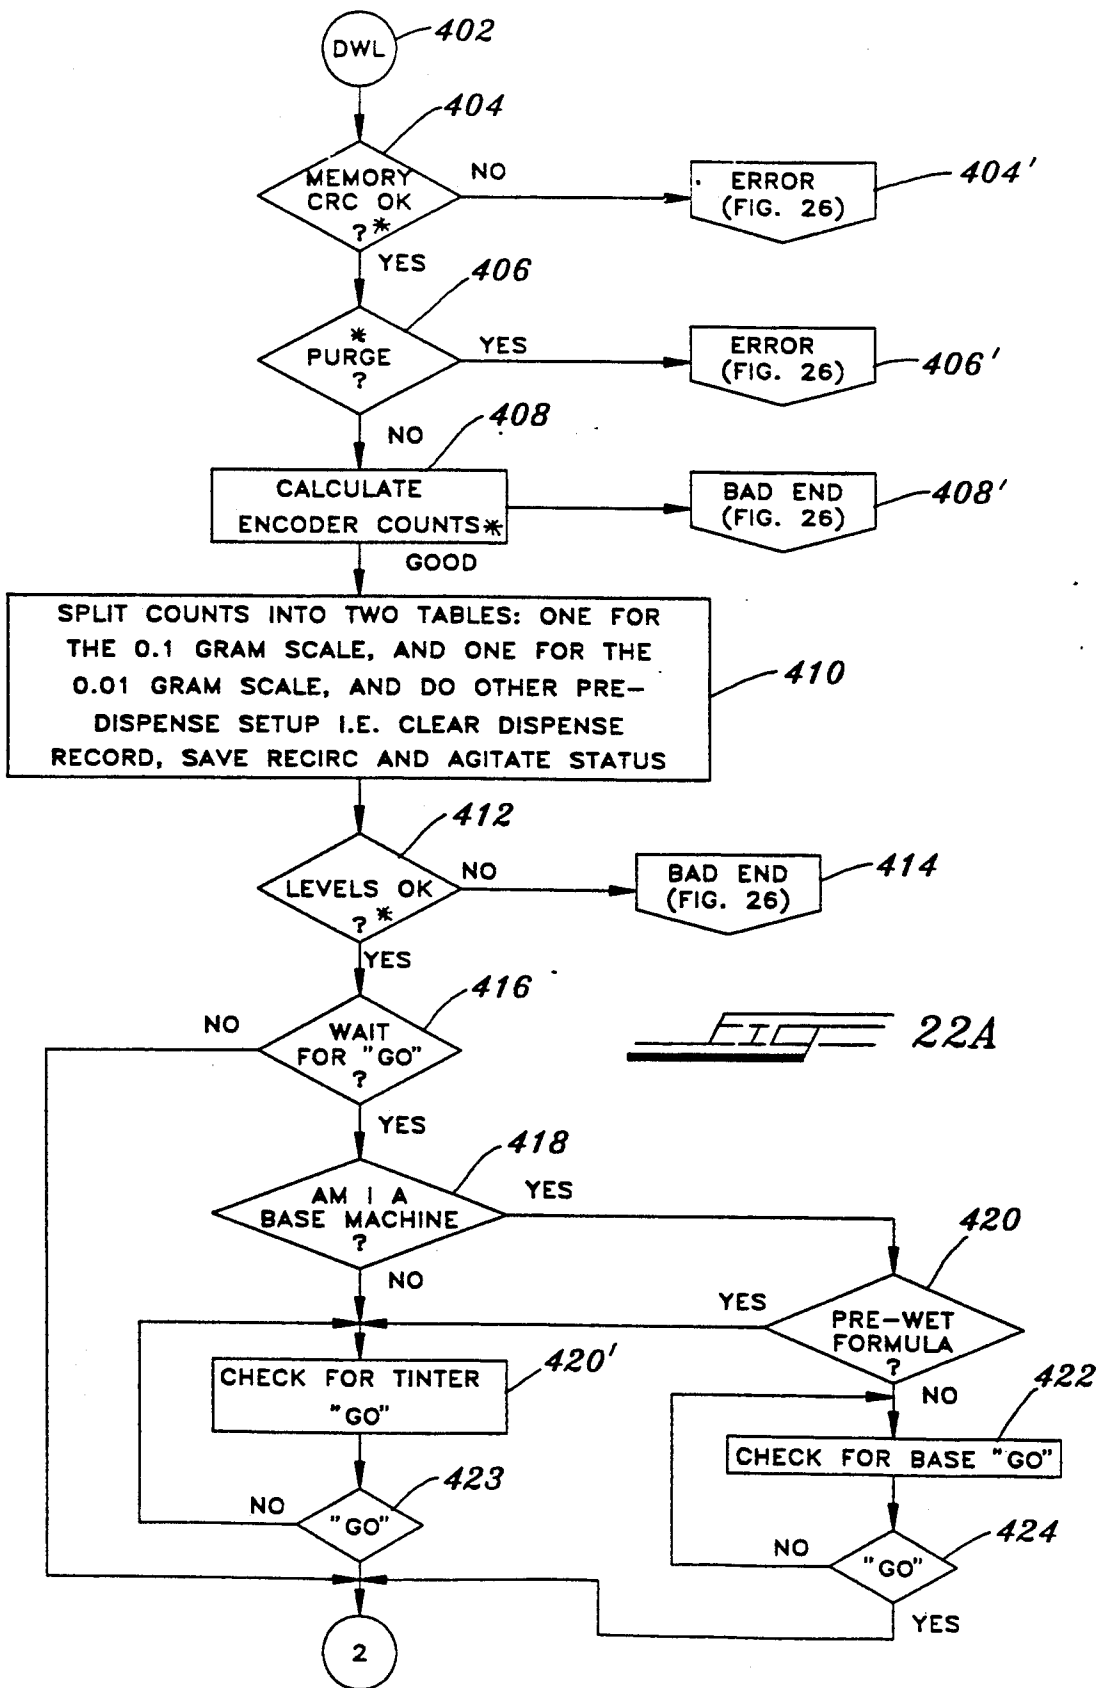 DWL
402
404
MEMORY
CRC OK
?*
NO
ERROR
(FIG. 26)
404'
YES
406
*
PURGE
?
YES
ERROR
(FIG. 26)
406'
NO
408
CALCULATE
ENCODER COUNTS*
BAD END
(FIG. 26)
408'
GOOD
SPLIT COUNTS INTO TWO TABLES: ONE FOR
THE 0.1 GRAM SCALE, AND ONE FOR THE
0.01 GRAM SCALE, AND DO OTHER PRE-
DISPENSE SETUP I.E. CLEAR DISPENSE
RECORD, SAVE RECIRC AND AGITATE STATUS
410
412
LEVELS OK
?*
NO
BAD END
(FIG. 26)
414
YES
416
NO
WAIT
FOR "GO"
?
22A
YES
418
AM I A
BASE MACHINE
?
YES
420
NO
YES
PRE-WET
FORMULA
?
CHECK FOR TINTER
"GO"
420'
NO
422
CHECK FOR BASE "GO"
423
NO
"GO"
424
NO
"GO"
YES
2